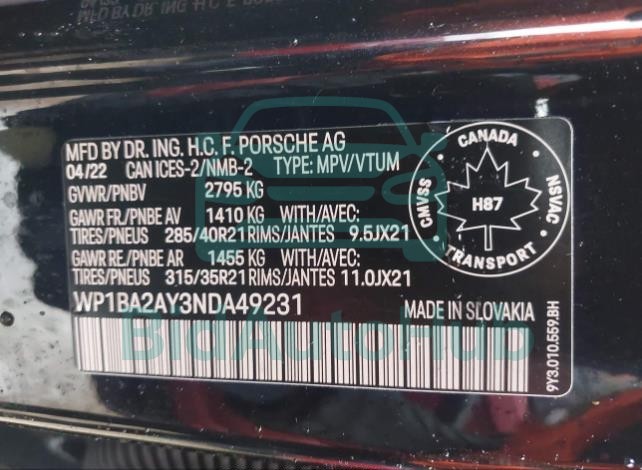 MFD BY DR. ING. H.C. F. PORSCHE AG
04/22 CAN ICES-2/NMB-2 TYPE: MPV/VTUM
GVWR/PNBV 2795 KG
GAWR FR./PNBE AV 1410 KG WITH/AVEC:
TIRES/PNEUS 285/40R21 RIMS/JANTES 9.5JX21
GAWR RE./PNBE AR 1455 KG WITH/AVEC:
TIRES/PNEUS 315/35R21 RIMS/JANTES 11.0JX21
WP1BA2AY3NDA49231 MADE IN SLOVAKIA
CANADA
CMVSS
NSVAC
H87
TRANSPORT
9Y3.010.559.BH
BidAutoHub